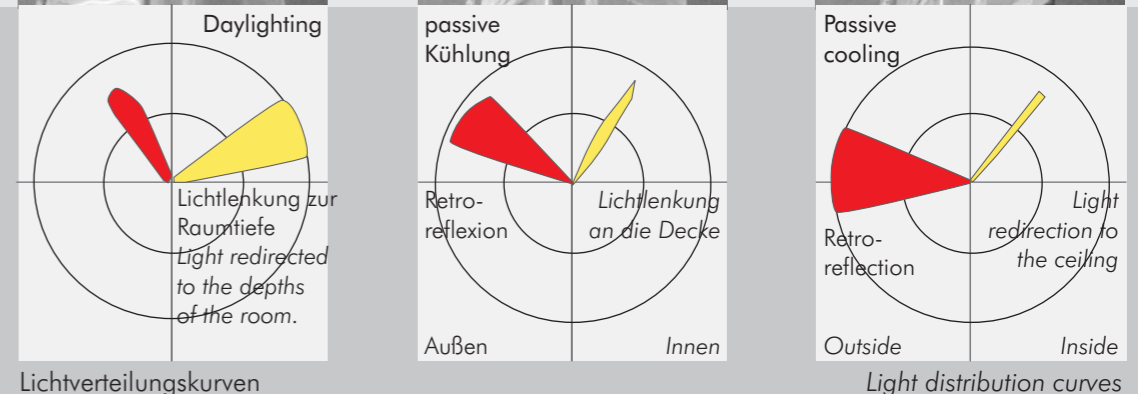 Daylighting
Lichtlenkung zur
Raumtiefe
Light redirected
to the depths
of the room.
passive
Kühlung
Retro-
reflexion
Lichtlenkung
an die Decke
Außen
Innen
Passive
cooling
Retro-
reflection
Light
redirection to
the ceiling
Outside
Inside
Lichtverteilungskurven
Light distribution curves